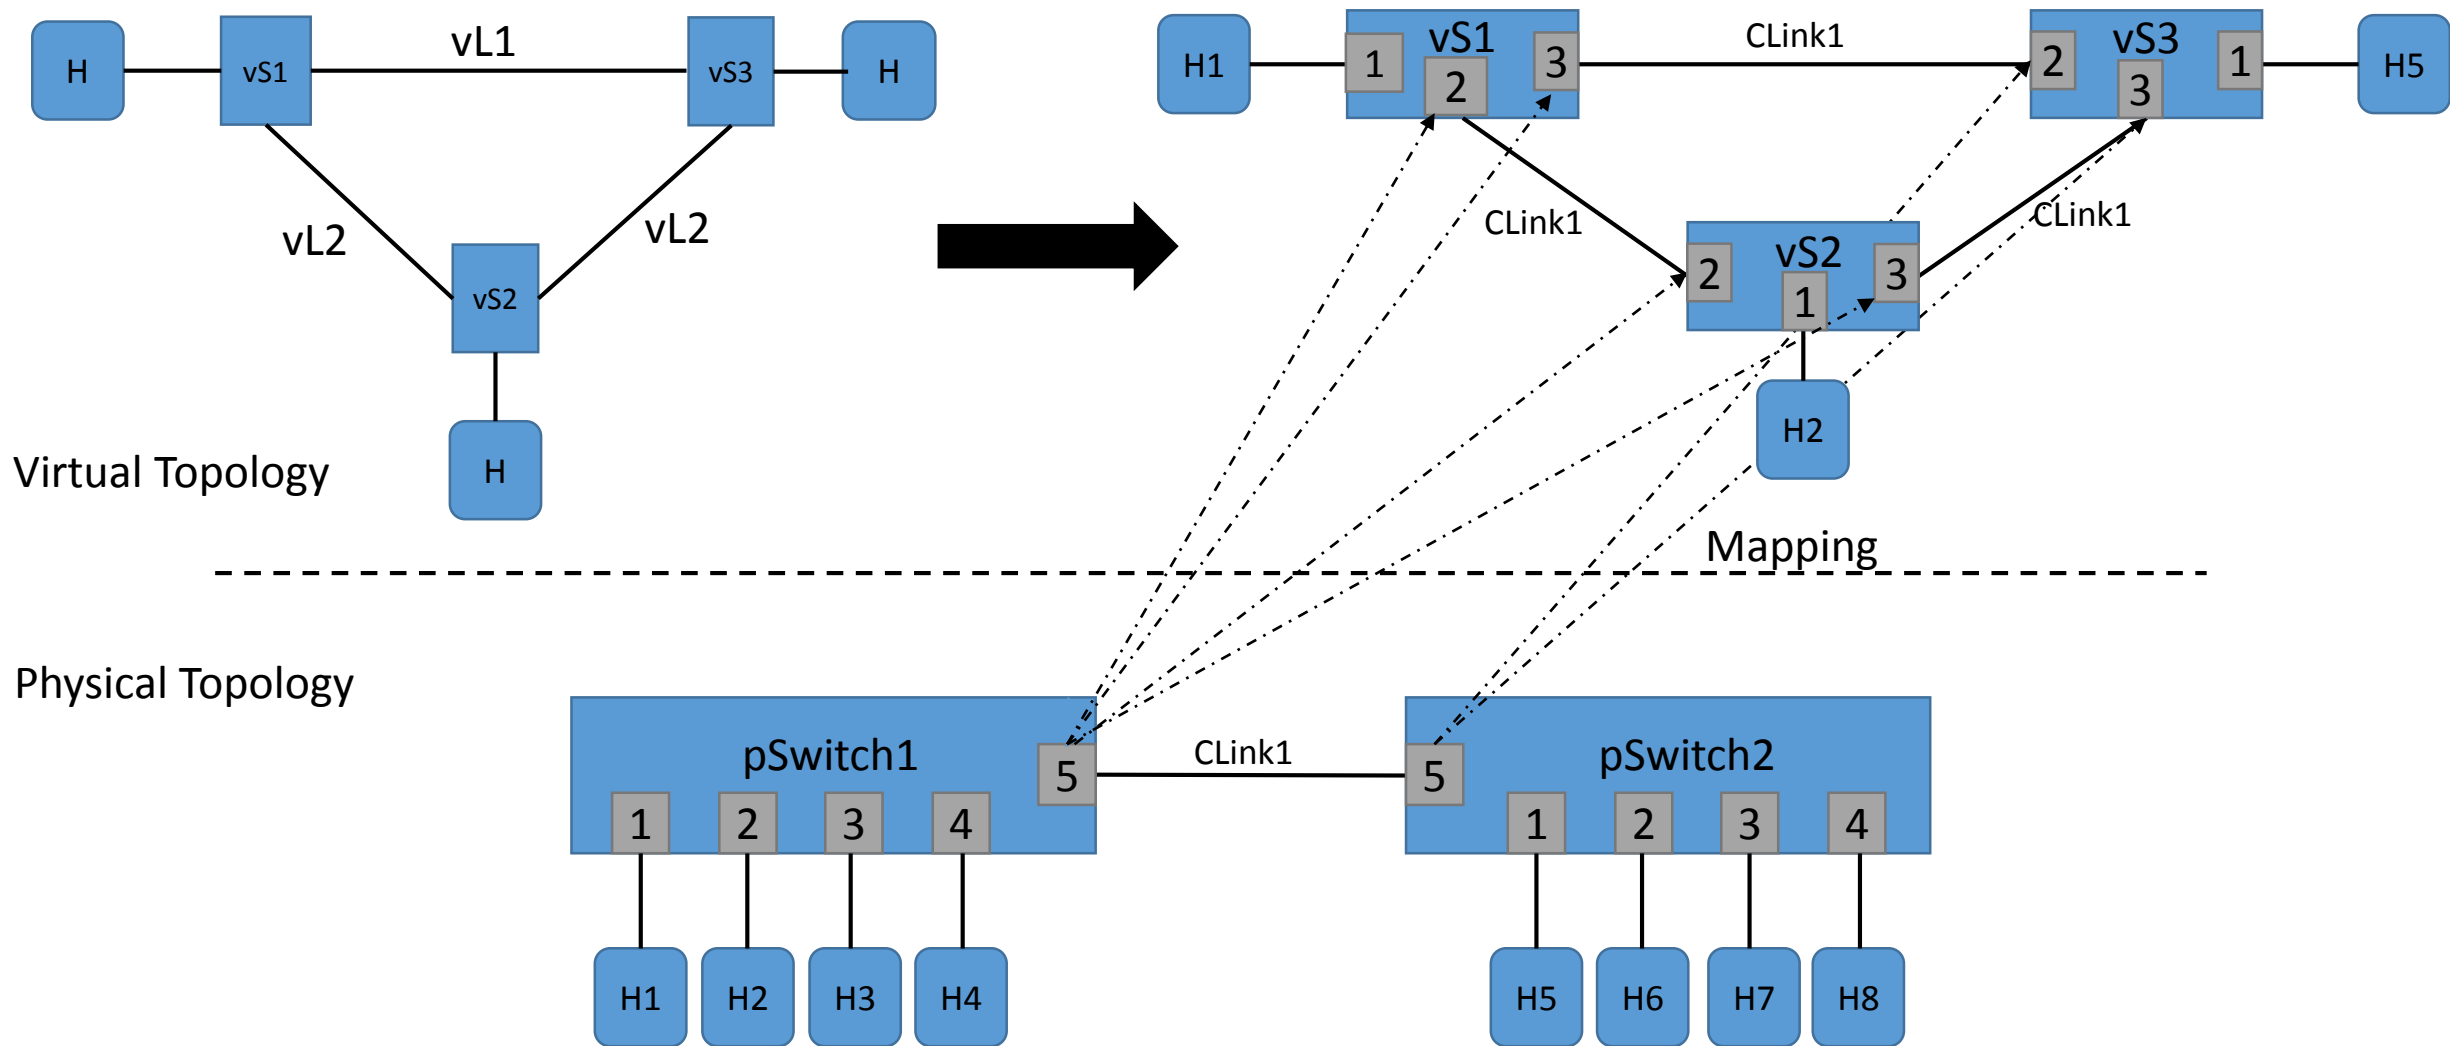 H
vS1
vL1
vS3
H
vL2
vL2
vS2
H
Virtual Topology
H1
1
vS1
2
3
CLink1
2
vS3
3
1
H5
CLink1
CLink1
2
vS2
1
3
H2
Mapping
Physical Topology
pSwitch1
5
CLink1
5
pSwitch2
1
2
3
4
1
2
3
4
H1
H2
H3
H4
H5
H6
H7
H8